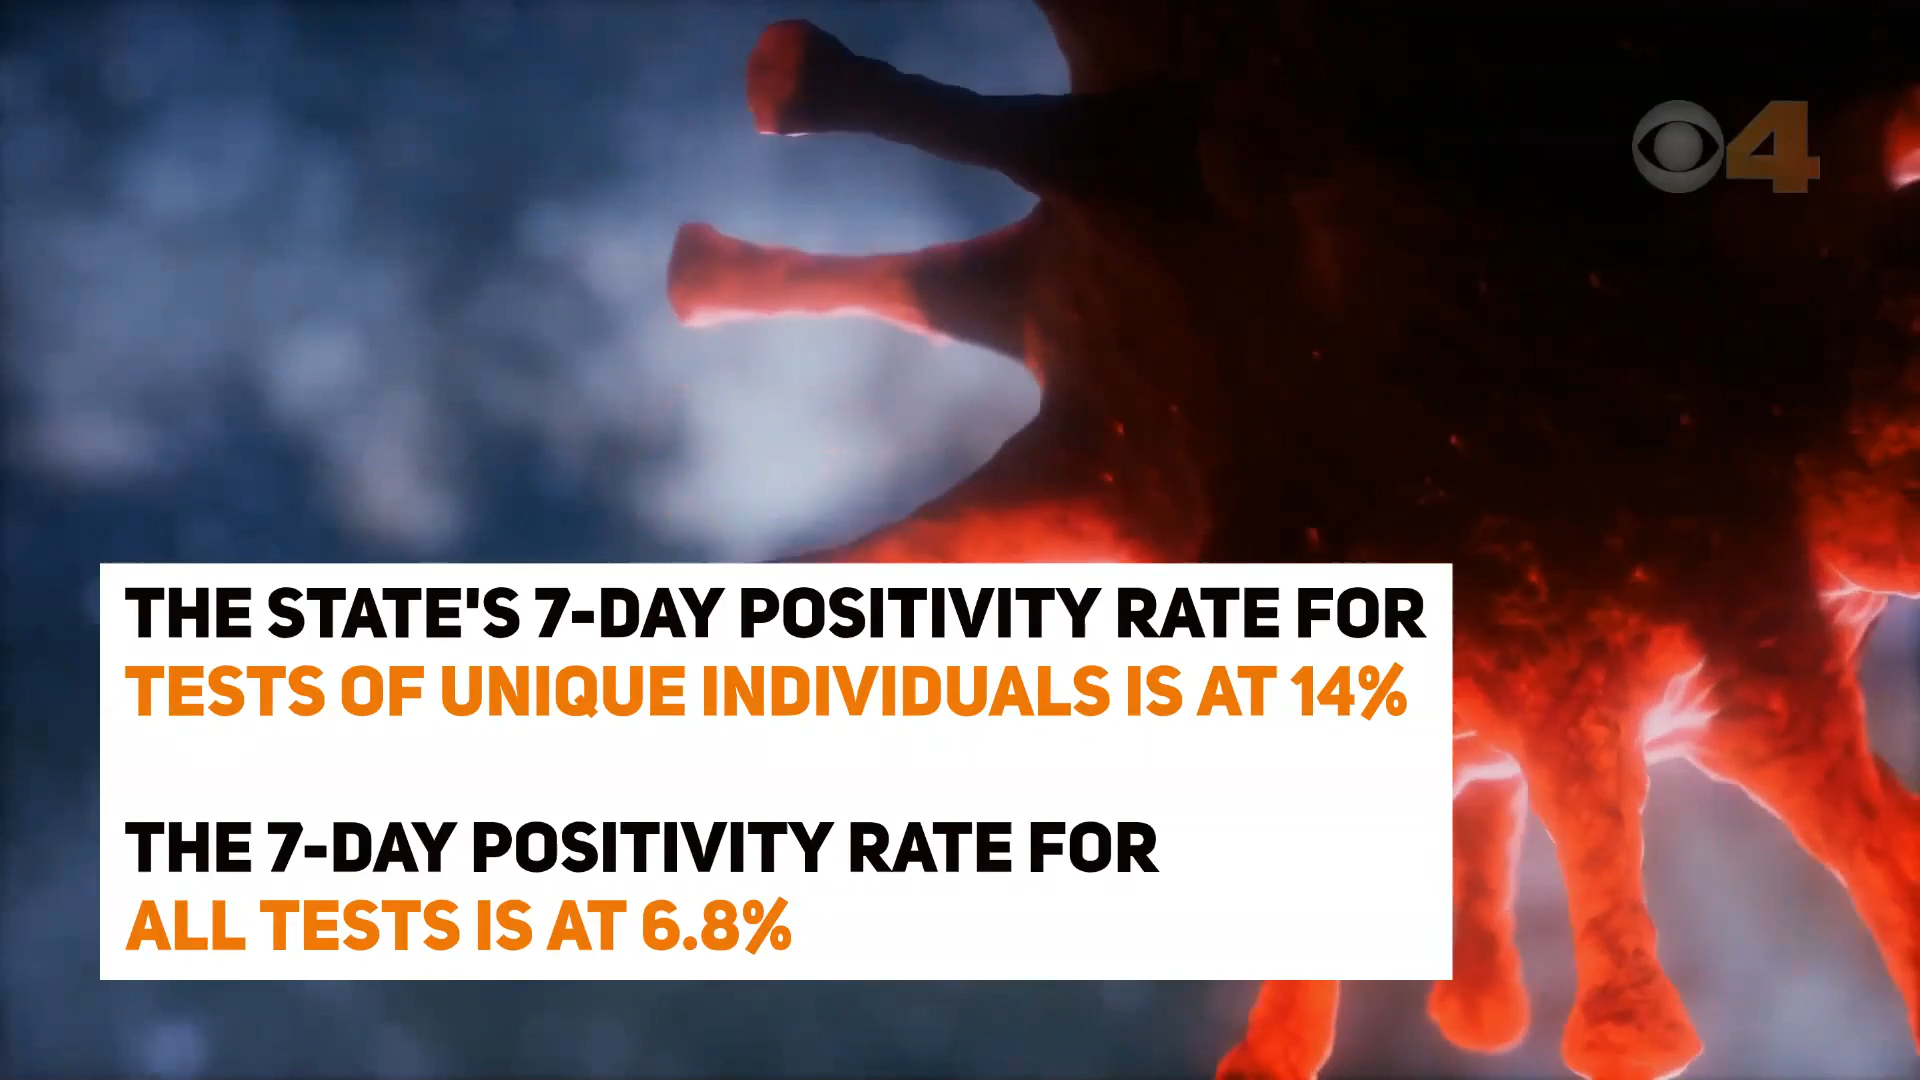 4
THE STATE'S 7-DAY POSITIVITY RATE FOR
TESTS OF UNIQUE INDIVIDUALS IS AT 14%
THE 7-DAY POSITIVITY RATE FOR
ALL TESTS IS AT 6.8%